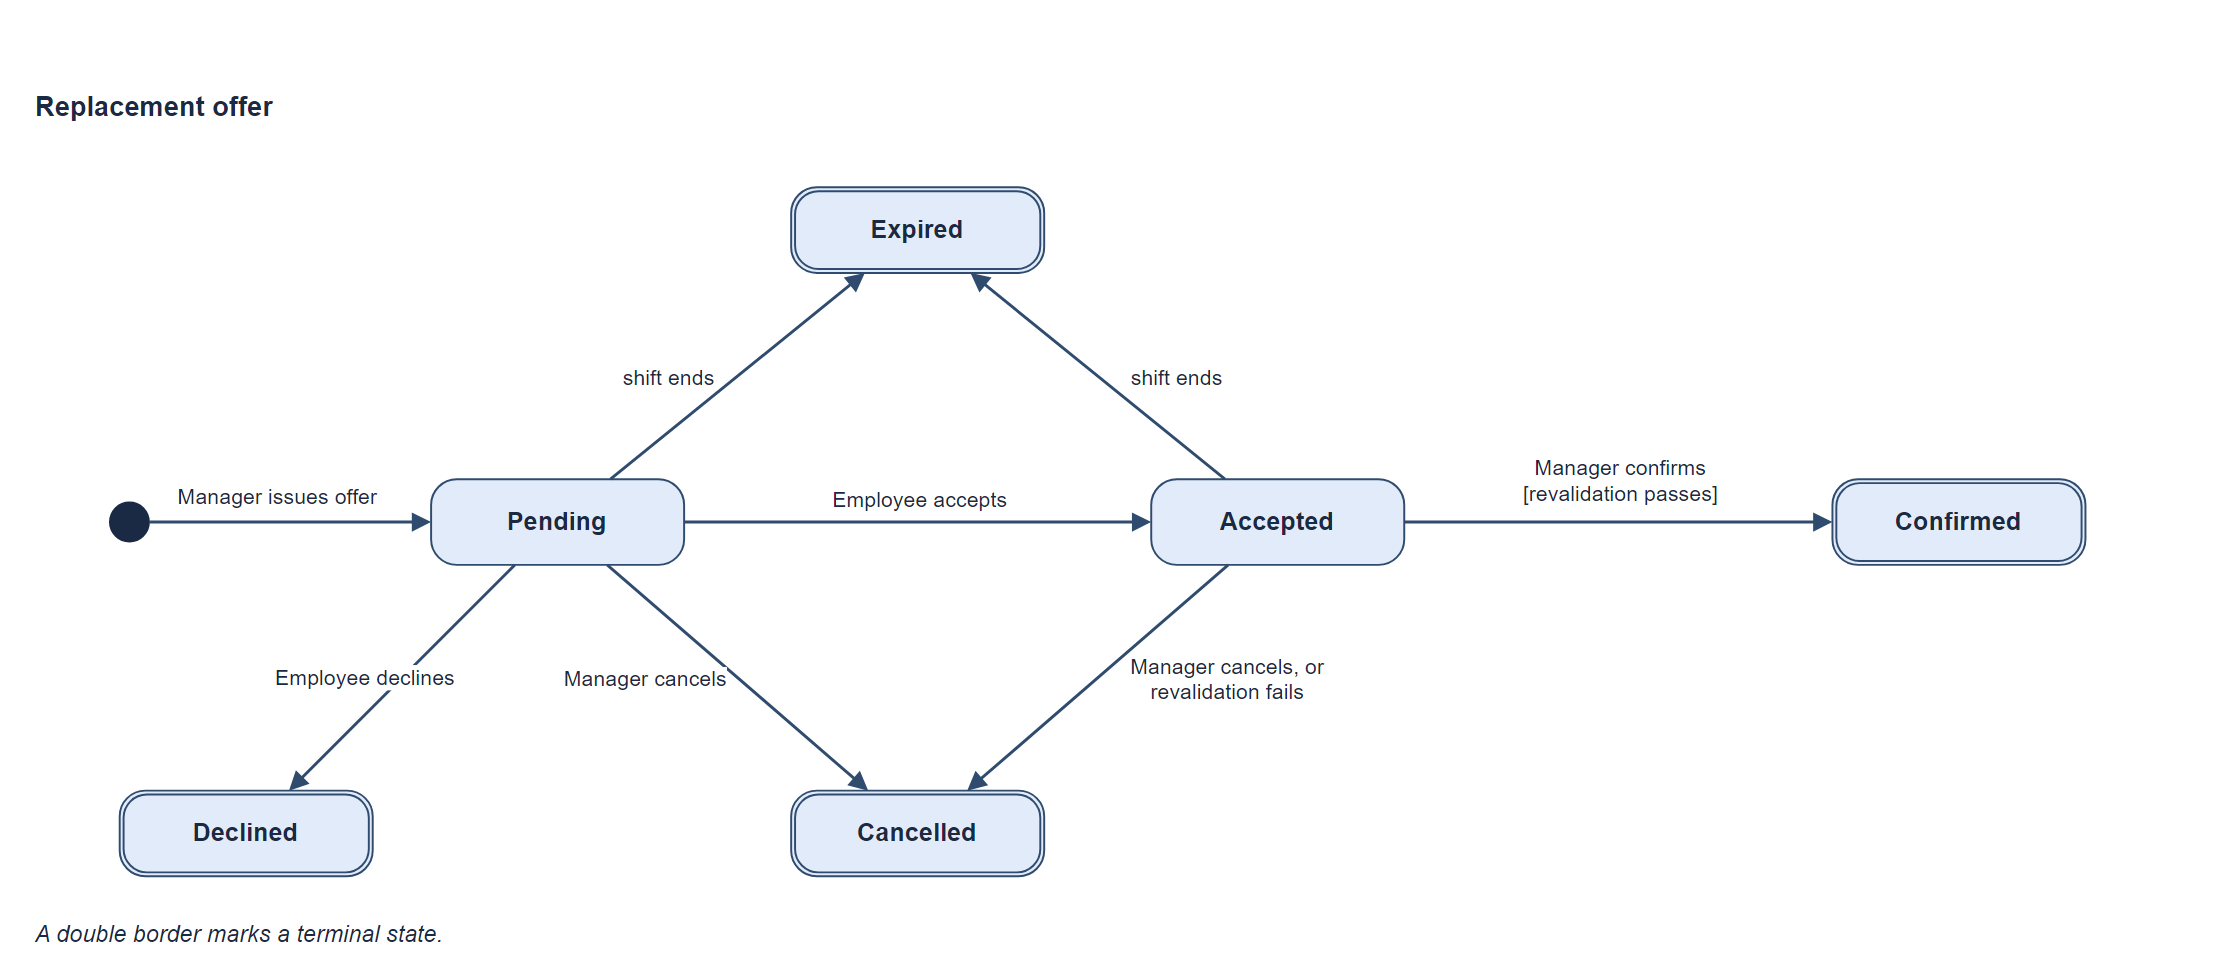 Replacement offer
Expired
shift ends
shift ends
Manager issues offer
Pending
Employee accepts
Accepted
Manager confirms
[revalidation passes]
Confirmed
Employee declines
Manager cancels
Manager cancels, or
revalidation fails
Declined
Cancelled
A double border marks a terminal state.